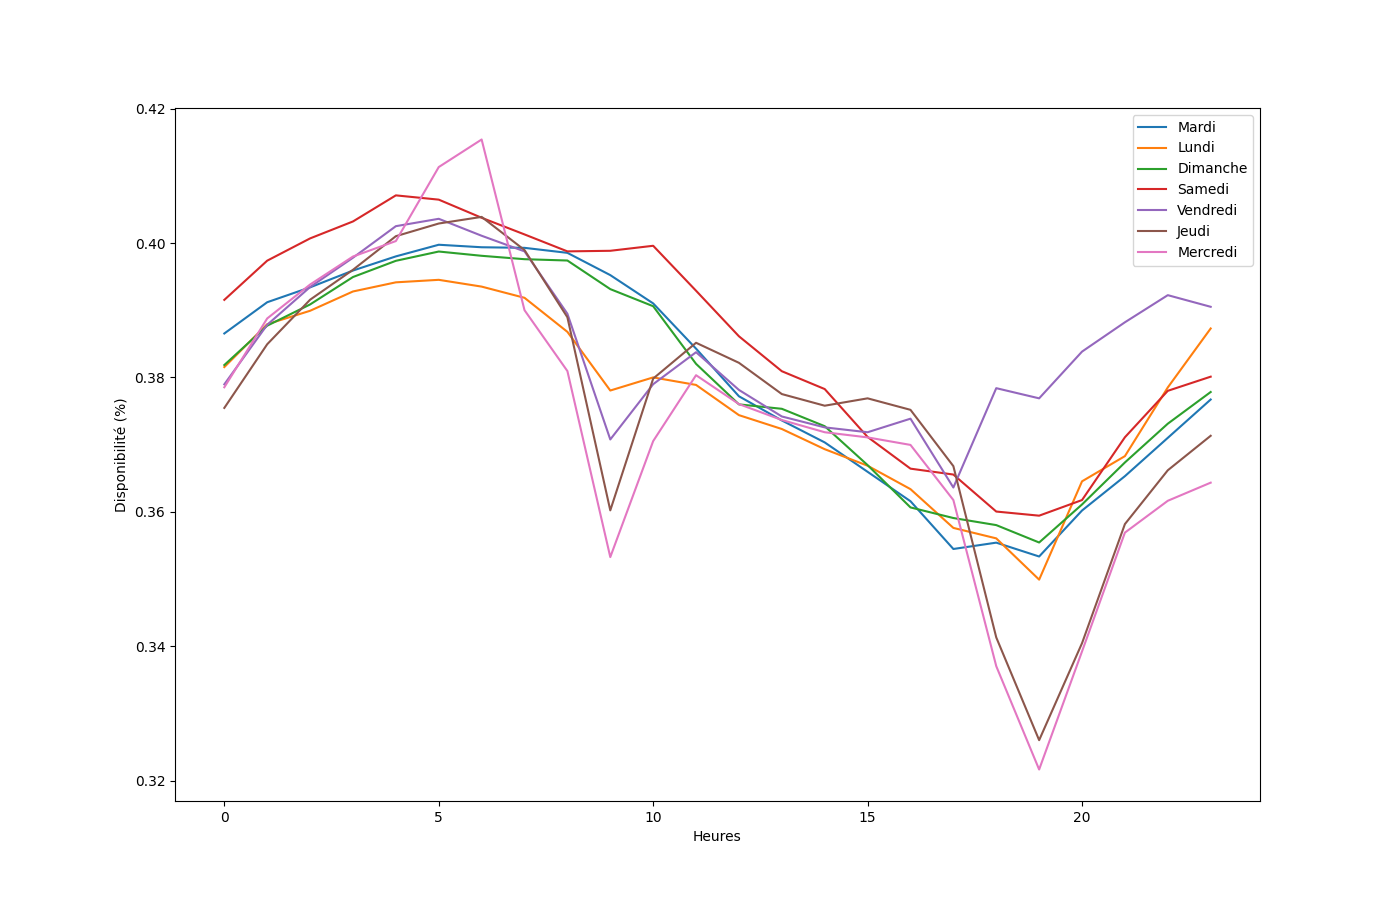 0.42
0.40
0.38
0.36
0.34
0.32
Disponibilité (%)
0
5
10
15
20
Heures
Mardi
Lundi
Dimanche
Samedi
Vendredi
Jeudi
Mercredi